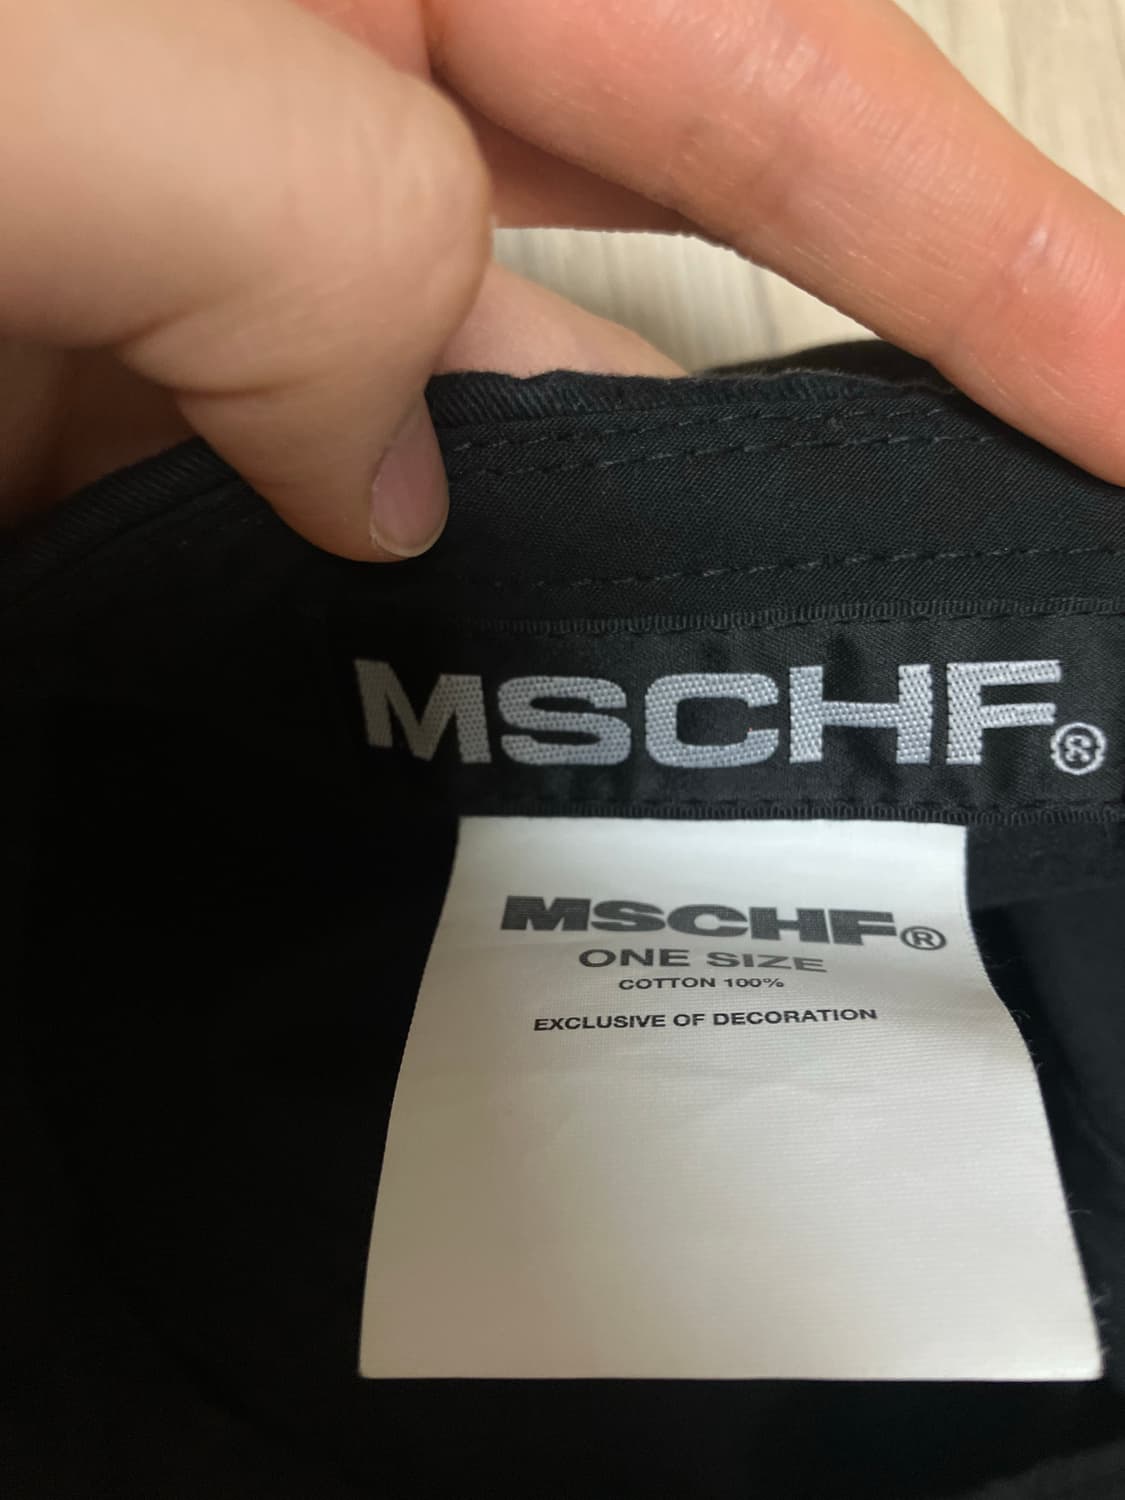 MSCHF®
MSCHF®
ONE SIZE
COTTON 100%
EXCLUSIVE OF DECORATION